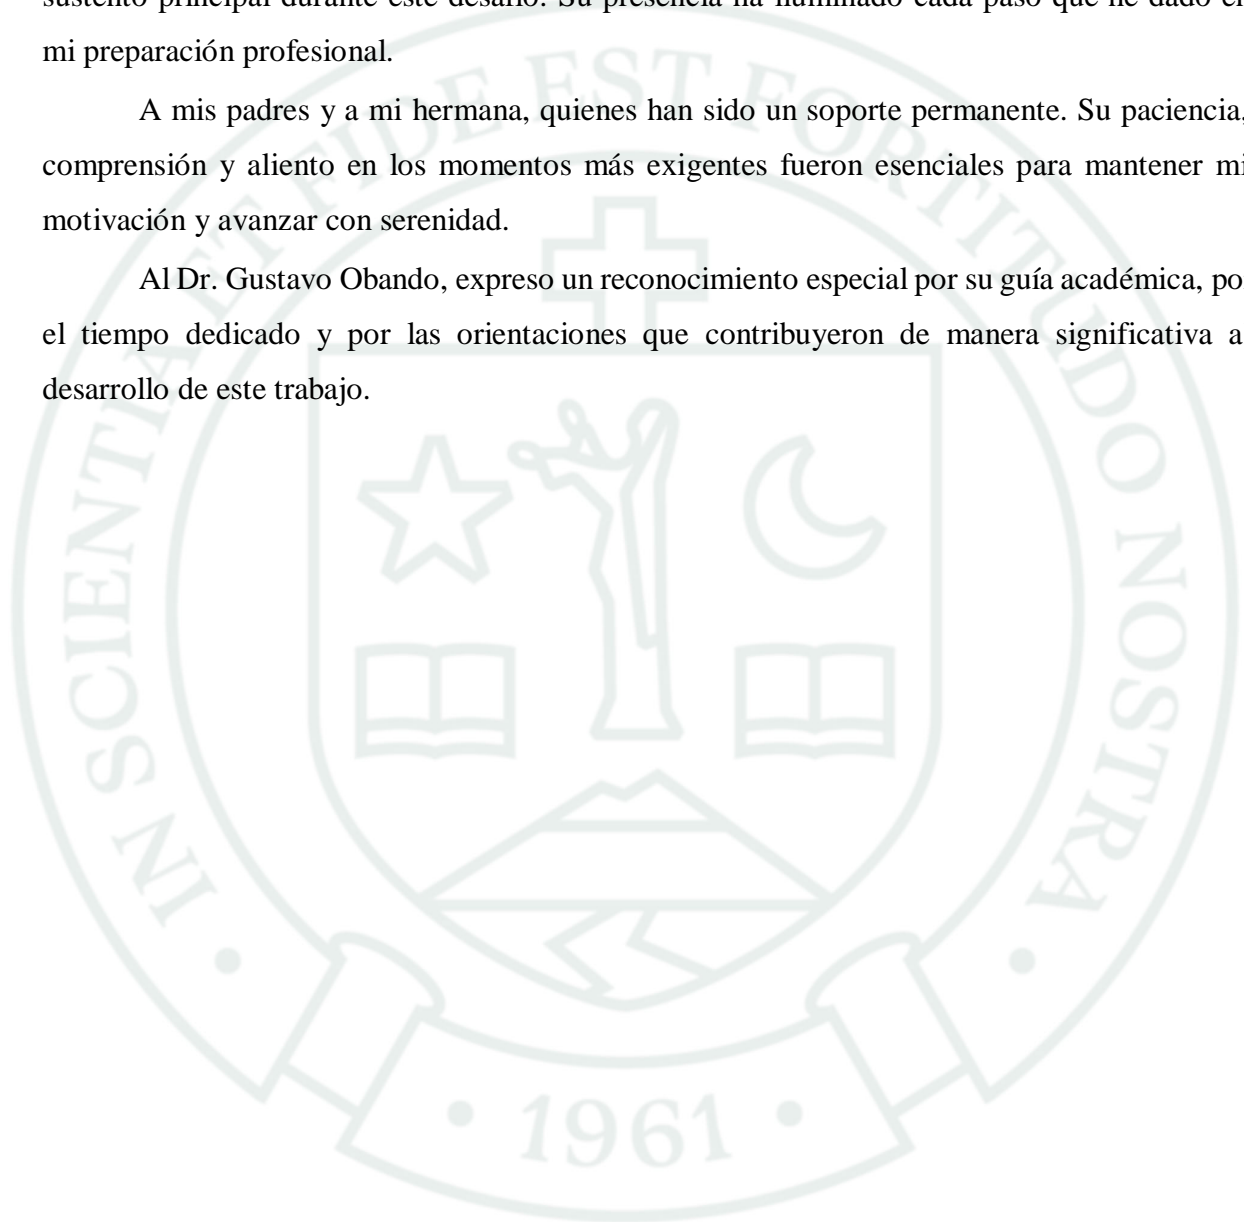 sustento principal durante este desafío. Su presencia ha iluminado cada paso que he dado en
mi preparación profesional.
A mis padres y a mi hermana, quienes han sido un soporte permanente. Su paciencia,
comprensión y aliento en los momentos más exigentes fueron esenciales para mantener mi
motivación y avanzar con serenidad.
Al Dr. Gustavo Obando, expreso un reconocimiento especial por su guía académica, po
el tiempo dedicado y por las orientaciones que contribuyeron de manera significativa a
desarrollo de este trabajo.
IN SCIENTIA ET FIDE EST FORTITUDO NOSTRA
• 1961 •